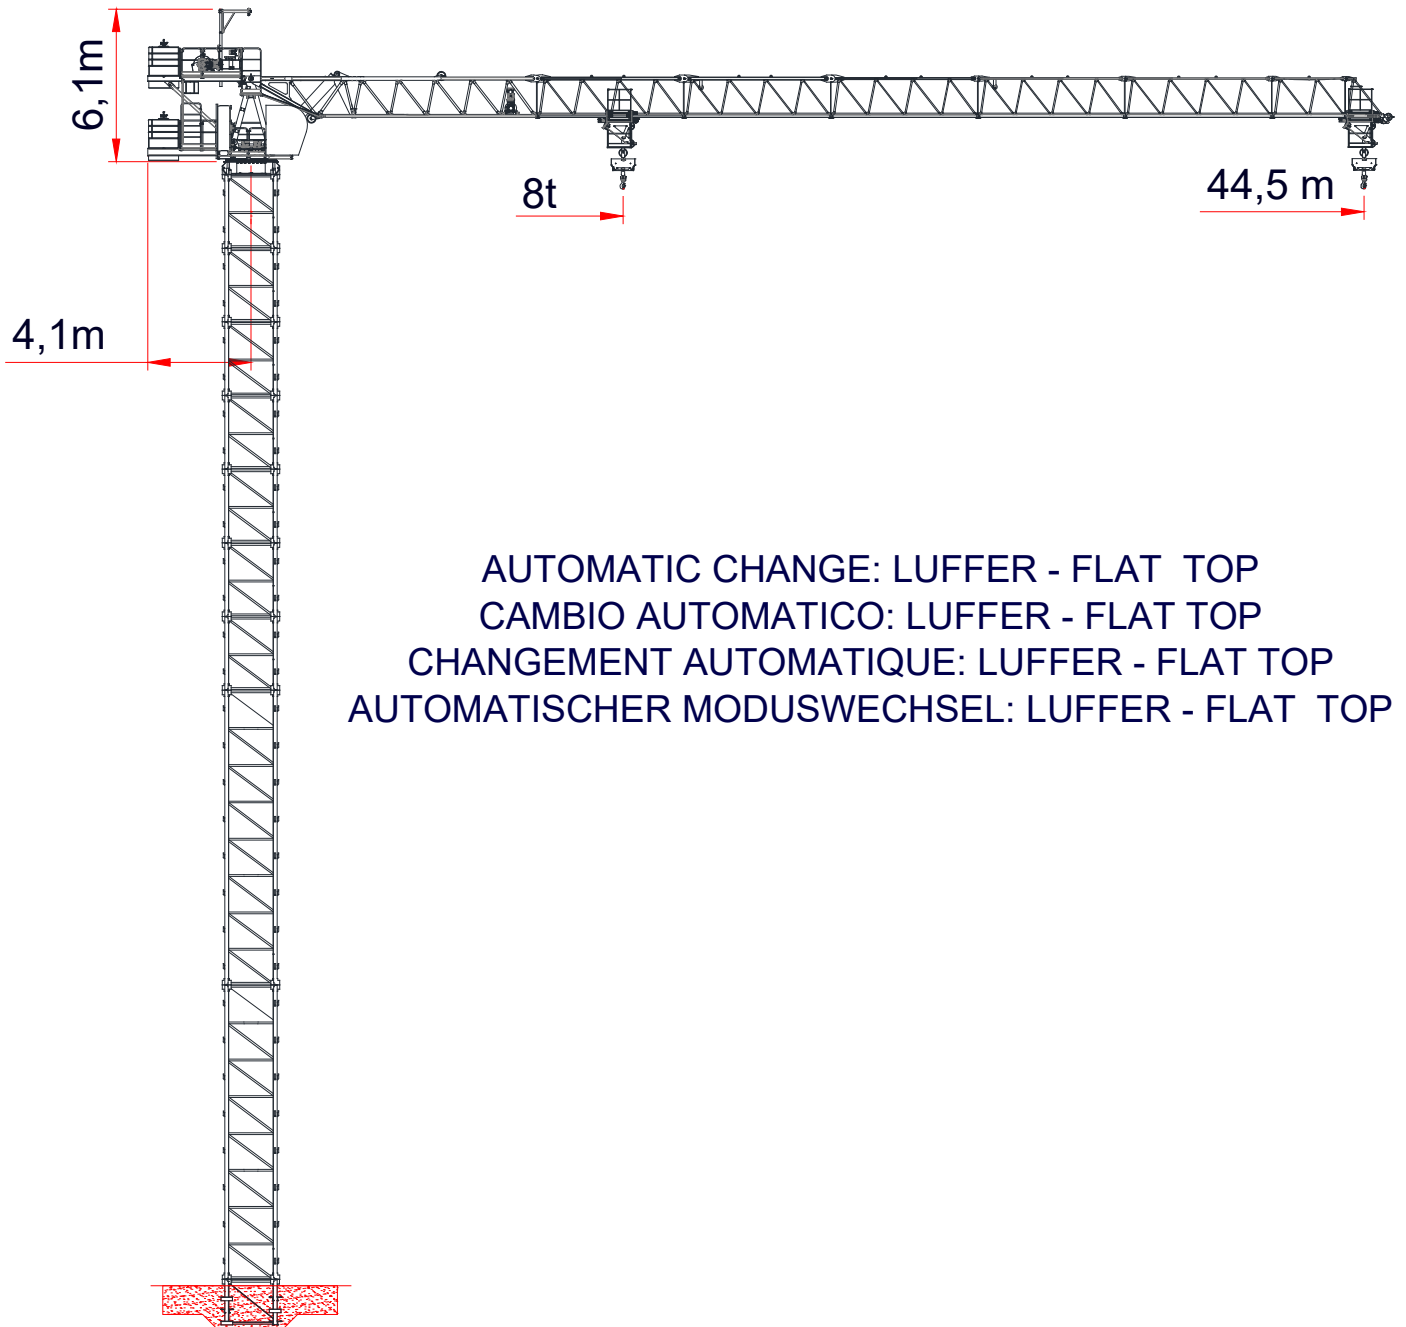 6,1m
8t
44,5 m
4,1m
AUTOMATIC CHANGE: LUFFER - FLAT TOP
CAMBIO AUTOMATICO: LUFFER - FLAT TOP
CHANGEMENT AUTOMATIQUE: LUFFER - FLAT TOP
AUTOMATISCHER MODUSWECHSEL: LUFFER - FLAT TOP